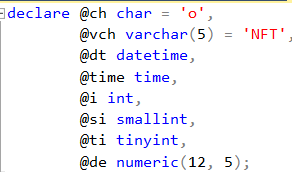 declare @ch char = 'o',
@vch varchar(5) = 'NFT',
@dt datetime,
@time time,
@i int,
@si smallint,
@ti tinyint,
@de numeric(12, 5);